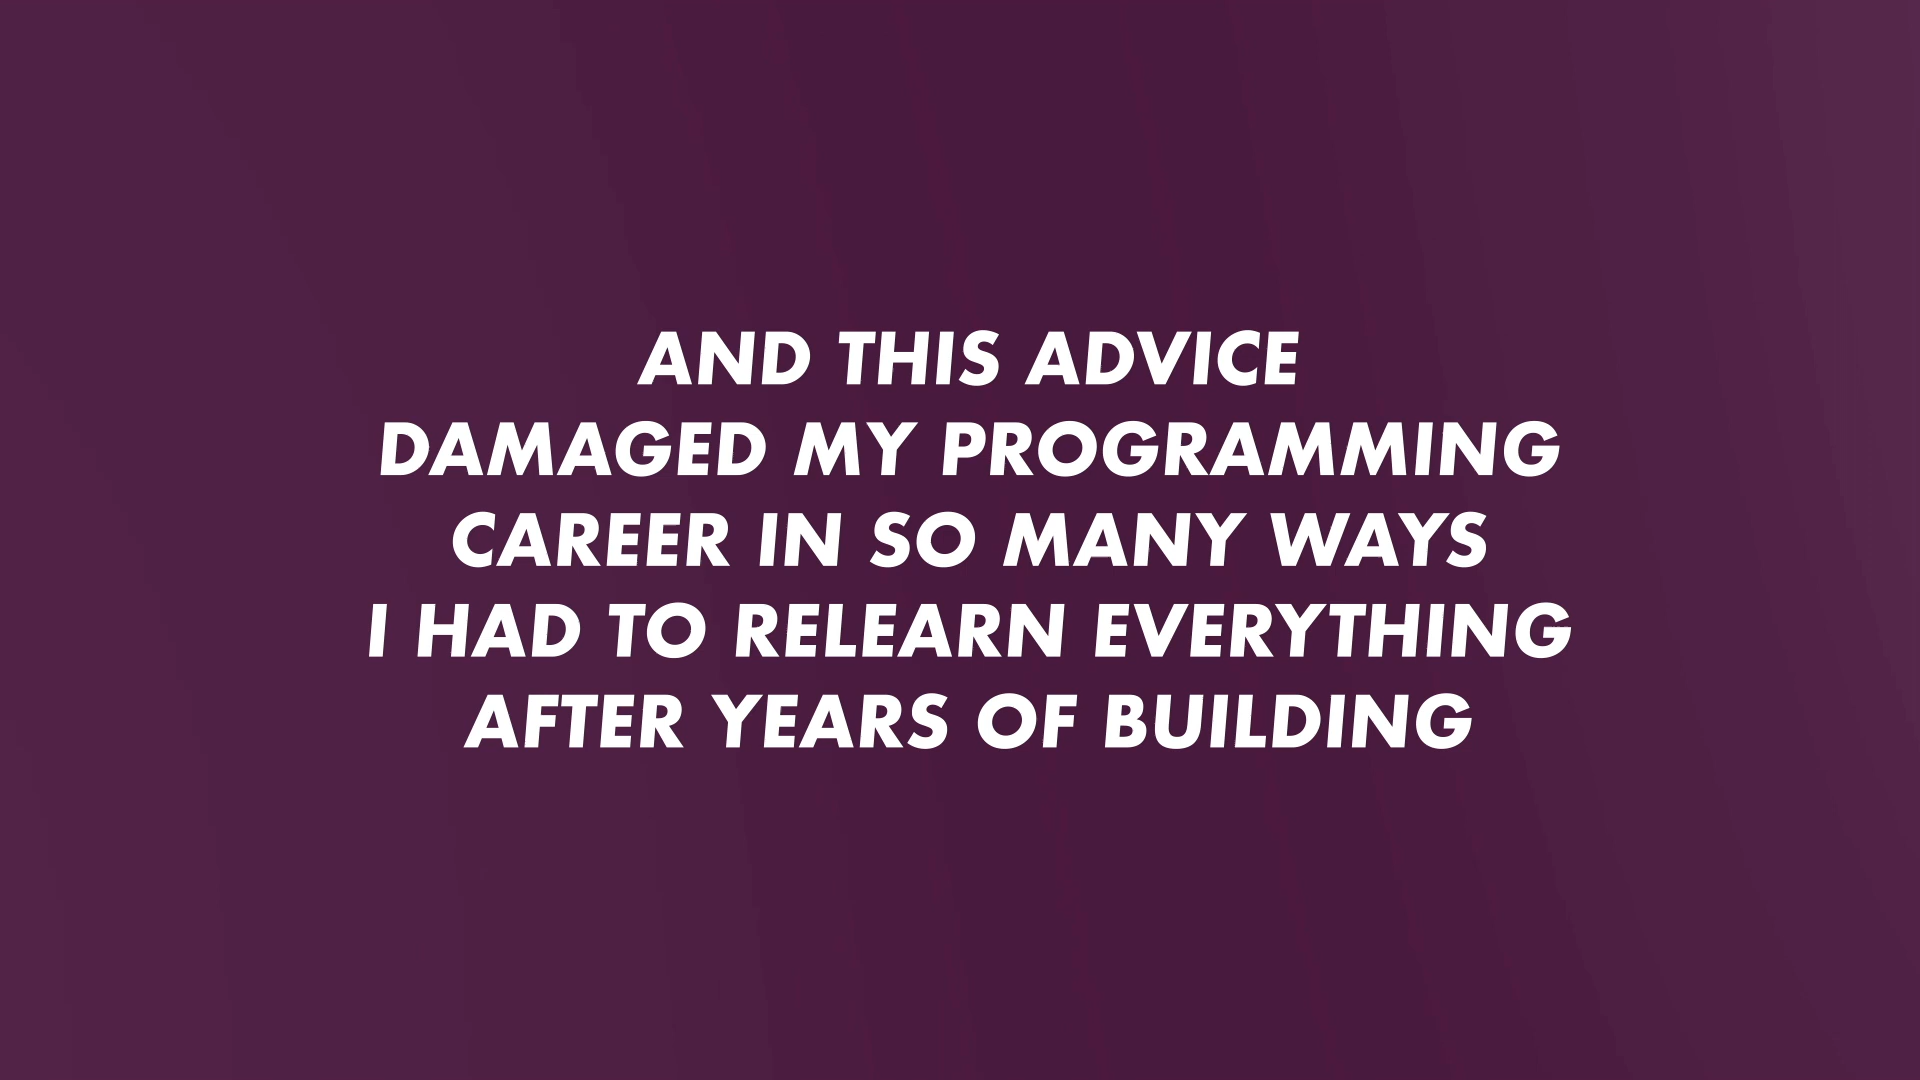 AND THIS ADVICE
DAMAGED MY PROGRAMMING
CAREER IN SO MANY WAYS
I HAD TO RELEARN EVERYTHING
AFTER YEARS OF BUILDING